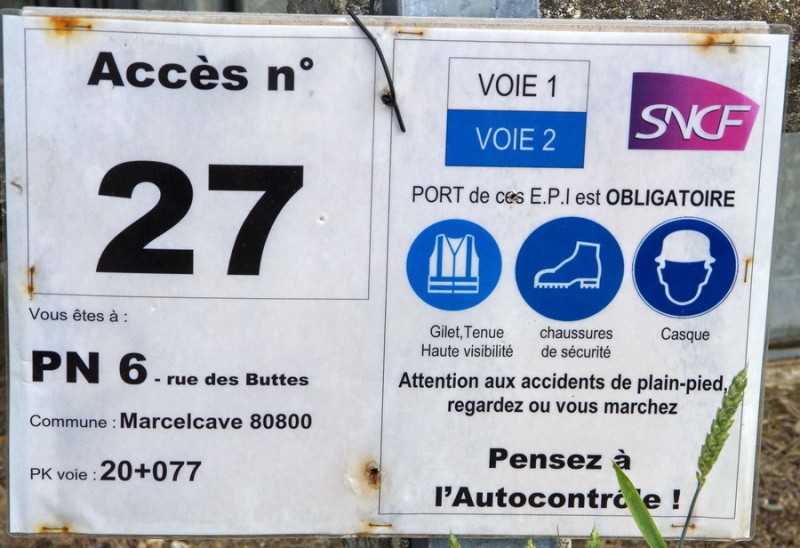 Accès n°
27
Vous êtes à :
PN 6 - rue des Buttes
Commune : Marcelcave 80800
PK voie : 20+077
VOIE 1
VOIE 2
SNCF
PORT de ces E.P.I est OBLIGATOIRE
Gilet,Tenue
Haute visibilité
chaussures
de sécurité
Casque
Attention aux accidents de plain-pied,
regardez ou vous marchez
Pensez à
l'Autocontrôle !